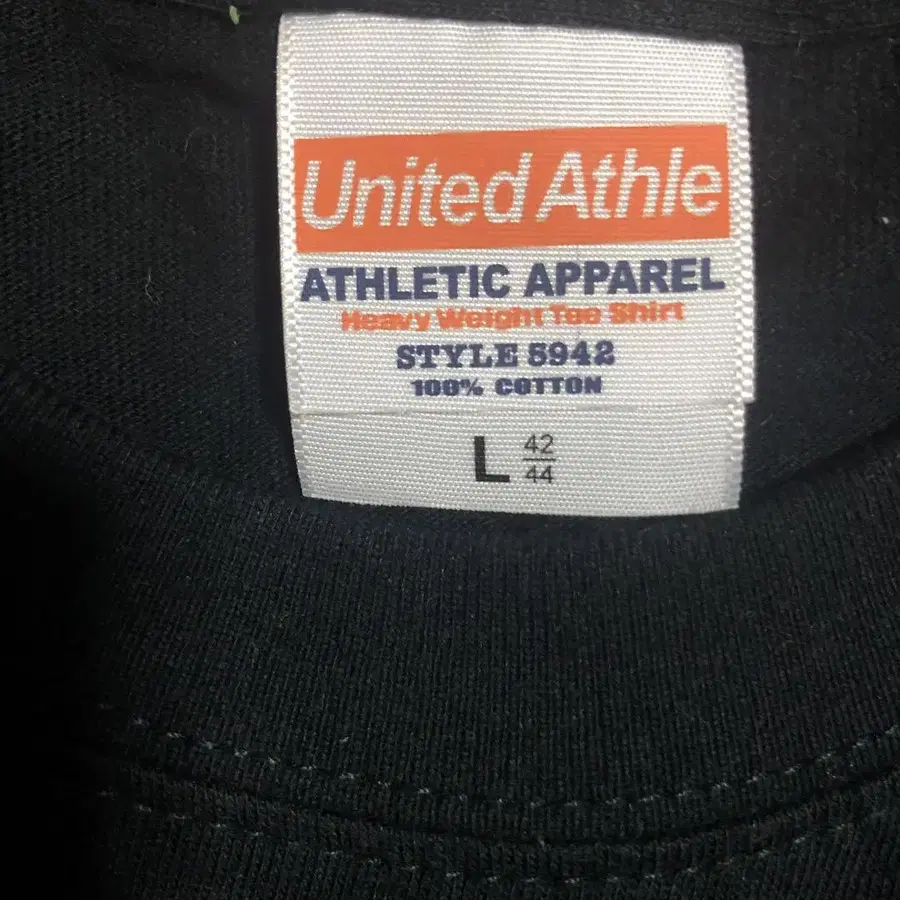 United Athle
ATHLETIC APPAREL
Heavy Weight Tee Shirt
STYLE 5942
100% COTTON
L 42
44